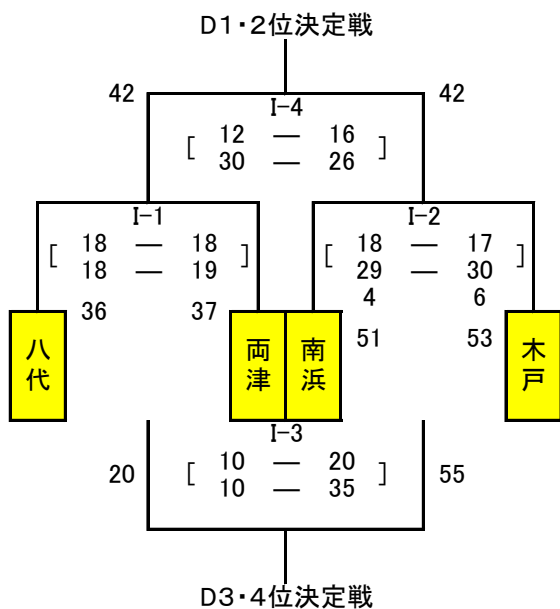 D1・2位決定戦
42 42
I-4
[ 12 — 16 ]
30 — 26
I-1 I-2
[ 18 — 18 ] [ 18 — 17 ]
18 — 19 29 — 30
4 6
36 37
51 53
八代 両津 南浜 木戸
I-3
20 [ 10 — 20 ] 55
10 — 35
D3・4位決定戦